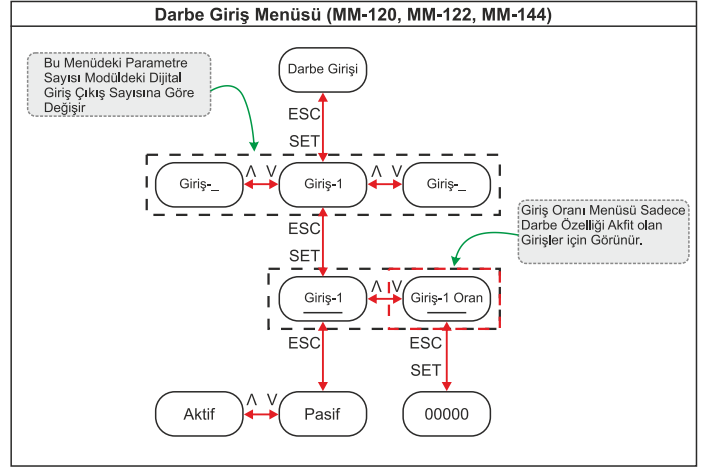 Darbe Giriş Menüsü (MM-120, MM-122, MM-144)
Bu Menüdeki Parametre
Sayısı Modüldeki Dijital
Giriş Çıkış Sayısına Göre
Değişir
Darbe Girişi
ESC
SET
Giriş-_
Λ V
Giriş-1
Λ V
Giriş-_
Giriş Oranı Menüsü Sadece
Darbe Özelliği Akfit olan
Girişler için Görünür.
ESC
SET
Giriş-1
Λ V
Giriş-1 Oran
ESC
ESC
SET
Aktif
Λ V
Pasif
00000